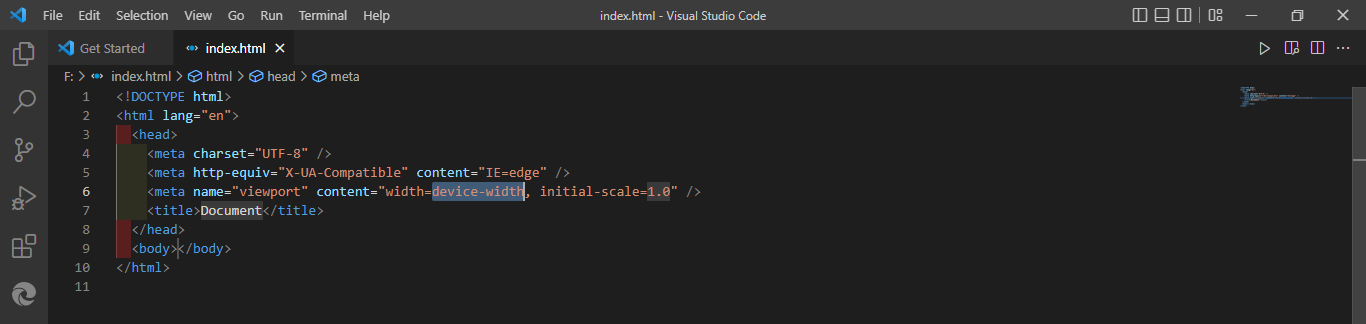 File Edit Selection View Go Run Terminal Help index.html - Visual Studio Code
Get Started index.html
F: > index.html > html > head > meta
1 <!DOCTYPE html>
2 <html lang="en">
3 <head>
4 <meta charset="UTF-8" />
5 <meta http-equiv="X-UA-Compatible" content="IE=edge" />
6 <meta name="viewport" content="width=device-width, initial-scale=1.0" />
7 <title>Document</title>
8 </head>
9 <body></body>
10 </html>
11